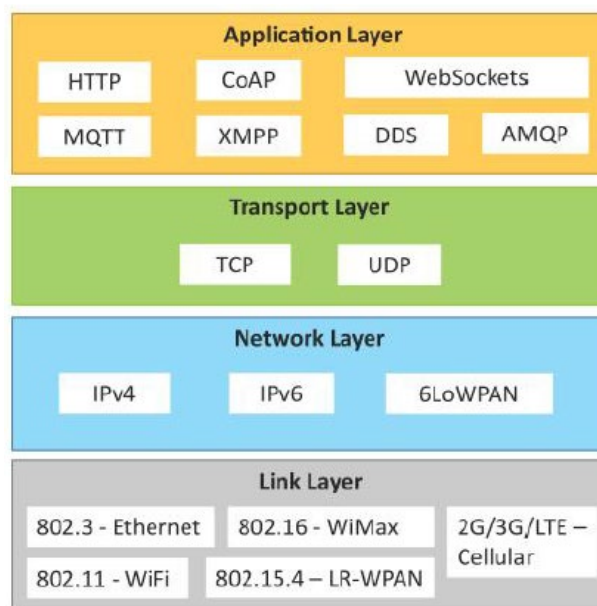 Application Layer
HTTP
CoAP
WebSockets
MQTT
XMPP
DDS
AMQP
Transport Layer
TCP
UDP
Network Layer
IPv4
IPv6
6LoWPAN
Link Layer
802.3 - Ethernet
802.16 - WiMax
2G/3G/LTE –
Cellular
802.11 - WiFi
802.15.4 – LR-WPAN